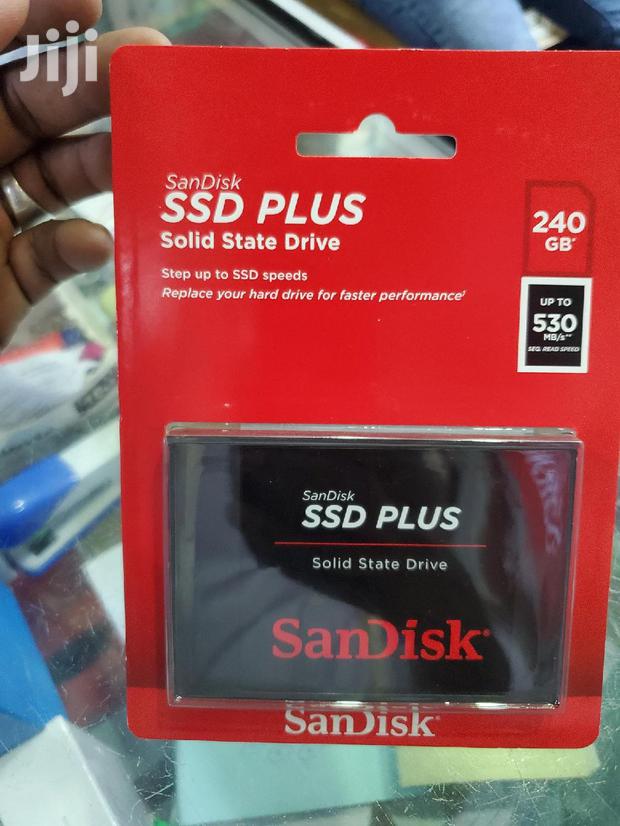 Jiji
SanDisk
SSD PLUS
Solid State Drive
Step up to SSD speeds
Replace your hard drive for faster performance¹
240
GB*
UP TO
530
MB/s**
SEQ. READ SPEED
SanDisk
SSD PLUS
Solid State Drive
SanDisk®
SanDisk®